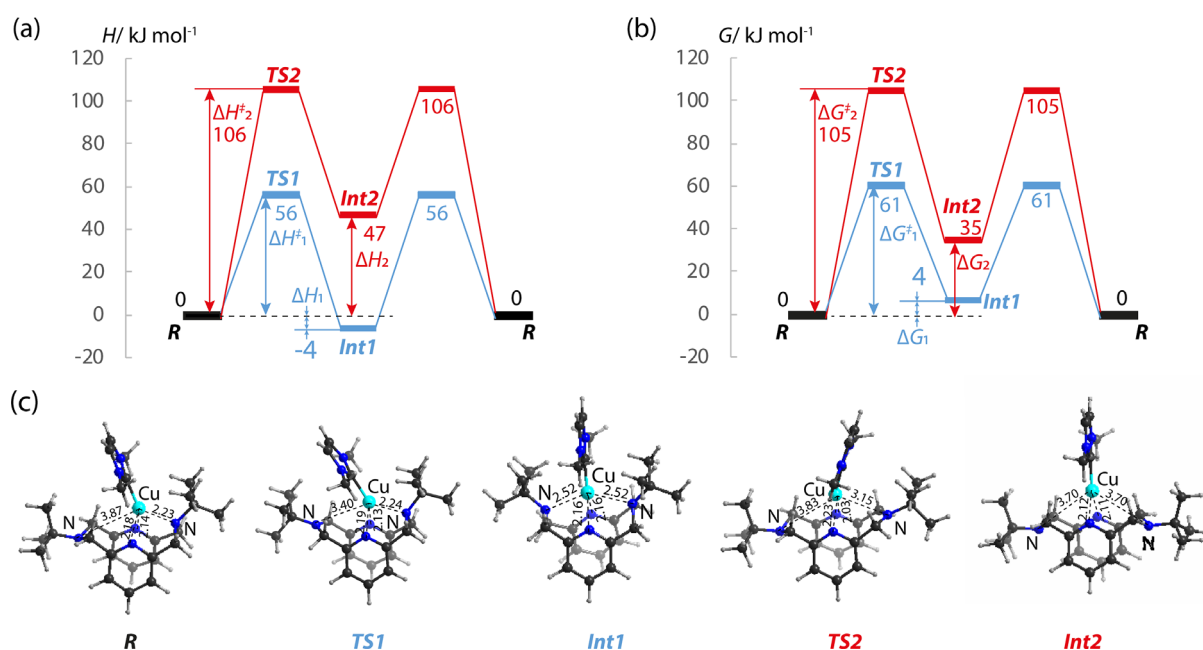 (a)
H/ kJ mol⁻¹
120
100
80
60
40
20
0
-20
TS2
106
ΔH‡₂
106
TS1
56
56
ΔH‡₁
Int2
47
ΔH₂
ΔH₁
-4
Int1
0
R
0
R
(b)
G/ kJ mol⁻¹
120
100
80
60
40
20
0
-20
TS2
105
ΔG‡₂
105
TS1
61
61
ΔG‡₁
Int2
35
ΔG₂
4
Int1
ΔG₁
0
R
0
R
(c)
Cu
N
N
3.87
2.14
2.23
R
Cu
N
N
3.40
2.24
TS1
Cu
N
N
2.52
2.52
2.16
2.16
Int1
Cu
N
N
3.83
3.15
2.03
TS2
Cu
N
N
3.70
3.70
2.12
Int2